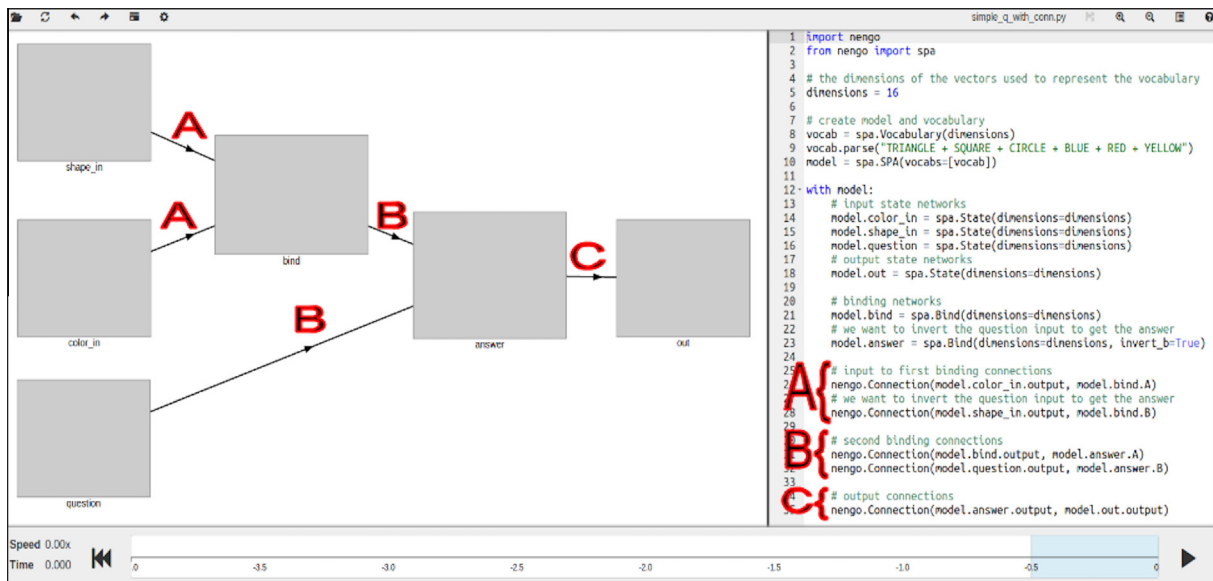 simple_q_with_conn.py
A
shape_in
A
bind
B
color_in
B
answer
C
out
question
1 import nengo
2 from nengo import spa
3
4 # the dimensions of the vectors used to represent the vocabulary
5 dimensions = 16
6
7 # create model and vocabulary
8 vocab = spa.Vocabulary(dimensions)
9 vocab.parse("TRIANGLE + SQUARE + CIRCLE + BLUE + RED + YELLOW")
10 model = spa.SPA(vocabs=[vocab])
11
12 with model:
13 # input state networks
14 model.color_in = spa.State(dimensions=dimensions)
15 model.shape_in = spa.State(dimensions=dimensions)
16 model.question = spa.State(dimensions=dimensions)
17 # output state networks
18 model.out = spa.State(dimensions=dimensions)
19
20 # binding networks
21 model.bind = spa.Bind(dimensions=dimensions)
22 # we want to invert the question input to get the answer
23 model.answer = spa.Bind(dimensions=dimensions, invert_b=True)
24
25 # input to first binding connections
A{ nengo.Connection(model.color_in.output, model.bind.A)
# we want to invert the question input to get the answer
28 nengo.Connection(model.shape_in.output, model.bind.B)
29
# second binding connections
B{ nengo.Connection(model.bind.output, model.answer.A)
32 nengo.Connection(model.question.output, model.answer.B)
33
# output connections
C{ nengo.Connection(model.answer.output, model.out.output)
Speed 0.00x
Time 0.000
.0 -3.5 -3.0 -2.5 -2.0 -1.5 -1.0 -0.5 0